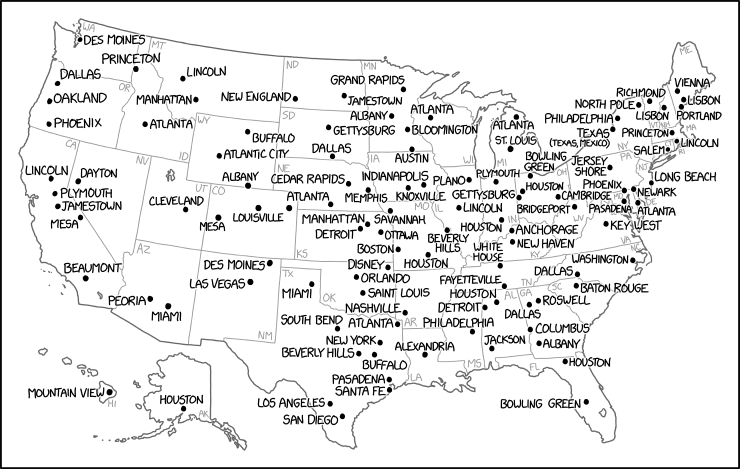 WA
DES MOINES
MT
PRINCETON
DALLAS
LINCOLN
OAKLAND
OR
MANHATTAN
PHOENIX
ATLANTA
ID
CA
NV
LINCOLN
DAYTON
PLYMOUTH
JAMESTOWN
MESA
BEAUMONT
AZ
PEORIA
MIAMI
ND
NEW ENGLAND
SD
WY
BUFFALO
ATLANTIC CITY
ALBANY
UT
CO
CLEVELAND
MESA
LOUISVILLE
DES MOINES
LAS VEGAS
NM
MN
GRAND RAPIDS
JAMESTOWN
ALBANY
GETTYSBURG
BLOOMINGTON
ATLANTA
DALLAS
AUSTIN
NE
IA
CEDAR RAPIDS
INDIANAPOLIS
ATLANTA
MEMPHIS
KNOXVILLE
PLANO
KS
MO
IL
MANHATTAN
SAVANNAH
DETROIT
OTTAWA
BOSTON
BEVERLY
HILLS
HOUSTON
TX
OK
MIAMI
DISNEY
ORLANDO
SAINT LOUIS
NASHVILLE
SOUTH BEND
ATLANTA
AR
NEW YORK
BEVERLY HILLS
BUFFALO
ALEXANDRIA
PASADENA
SANTA FE
LA
LOS ANGELES
SAN DIEGO
WI
MI
ATLANTA
ST. LOUIS
BOWLING
GREEN
PLYMOUTH
HOUSTON
GETTYSBURG
LINCOLN
BRIDGEPORT
CAMBRIDGE
OH
IN
HOUSTON
ANCHORAGE
NEW HAVEN
WHITE
HOUSE
KY
WV
FAYETTEVILLE
TN
HOUSTON
DETROIT
PHILADELPHIA
MS
JACKSON
AL
GA
SC
DALLAS
ROSWELL
COLUMBUS
ALBANY
FL
HOUSTON
BOWLING GREEN
BATON ROUGE
DALLAS
WASHINGTON
NC
VA
KEY WEST
ATLANTA
PASADENA
NEWARK
PHOENIX
LONG BEACH
JERSEY
SHORE
PA
NJ
NY
ME
VIENNA
RICHMOND
NORTH POLE
LISBON
LISBON
PORTLAND
PHILADELPHIA
TEXAS
(TEXAS, MEXICO)
PRINCETON
MA
LINCOLN
SALEM
CT
RI
VT
NH
MD
DE
MOUNTAIN VIEW
HI
HOUSTON
AK